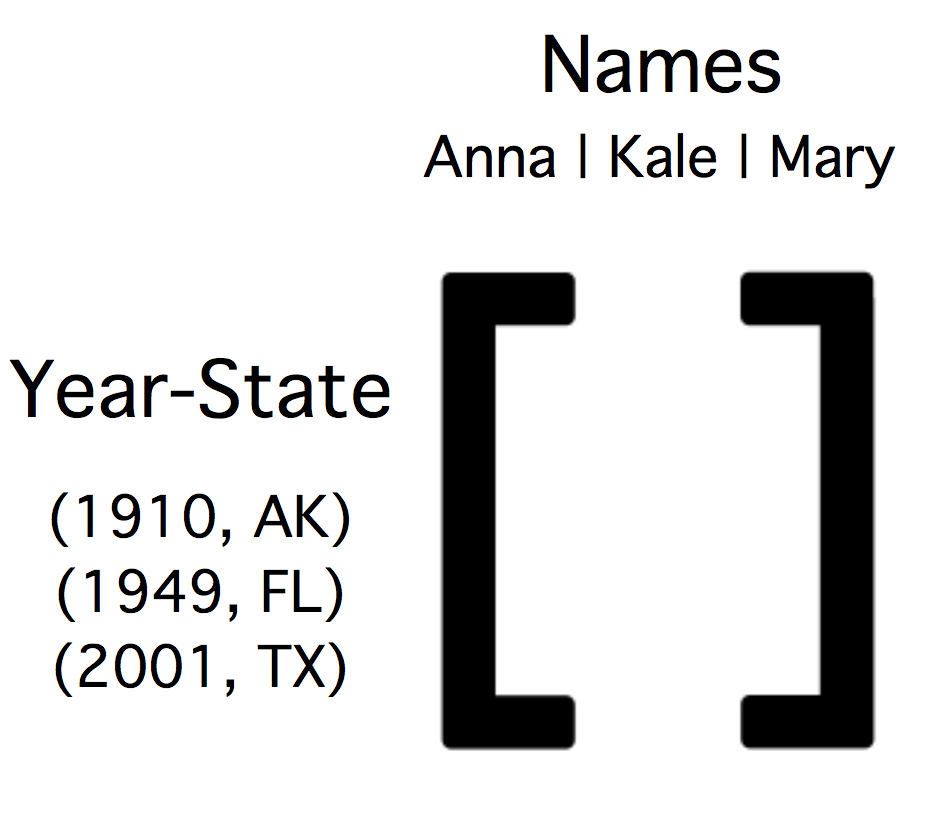 Names
Anna | Kale | Mary
Year-State
(1910, AK)
(1949, FL)
(2001, TX)